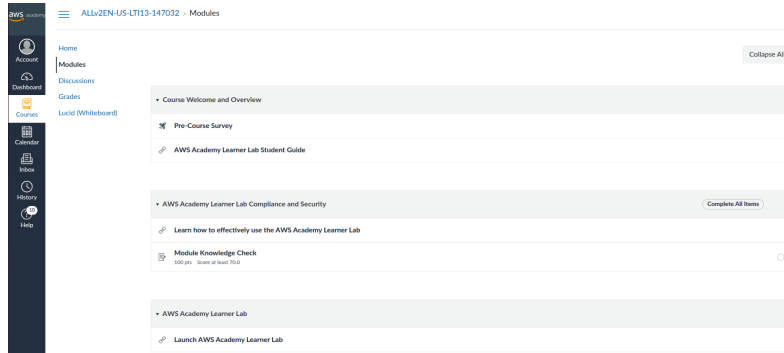 aws academy
ALLv2EN-US-LTI13-147032 › Modules
Account
Dashboard
Courses
Calendar
Inbox
History
10
Help
Home
Modules
Discussions
Grades
Lucid (Whiteboard)
Collapse All
Course Welcome and Overview
Pre-Course Survey
AWS Academy Learner Lab Student Guide
AWS Academy Learner Lab Compliance and Security
Complete All Items
Learn how to effectively use the AWS Academy Learner Lab
Module Knowledge Check
100 pts Score at least 70.0
AWS Academy Learner Lab
Launch AWS Academy Learner Lab